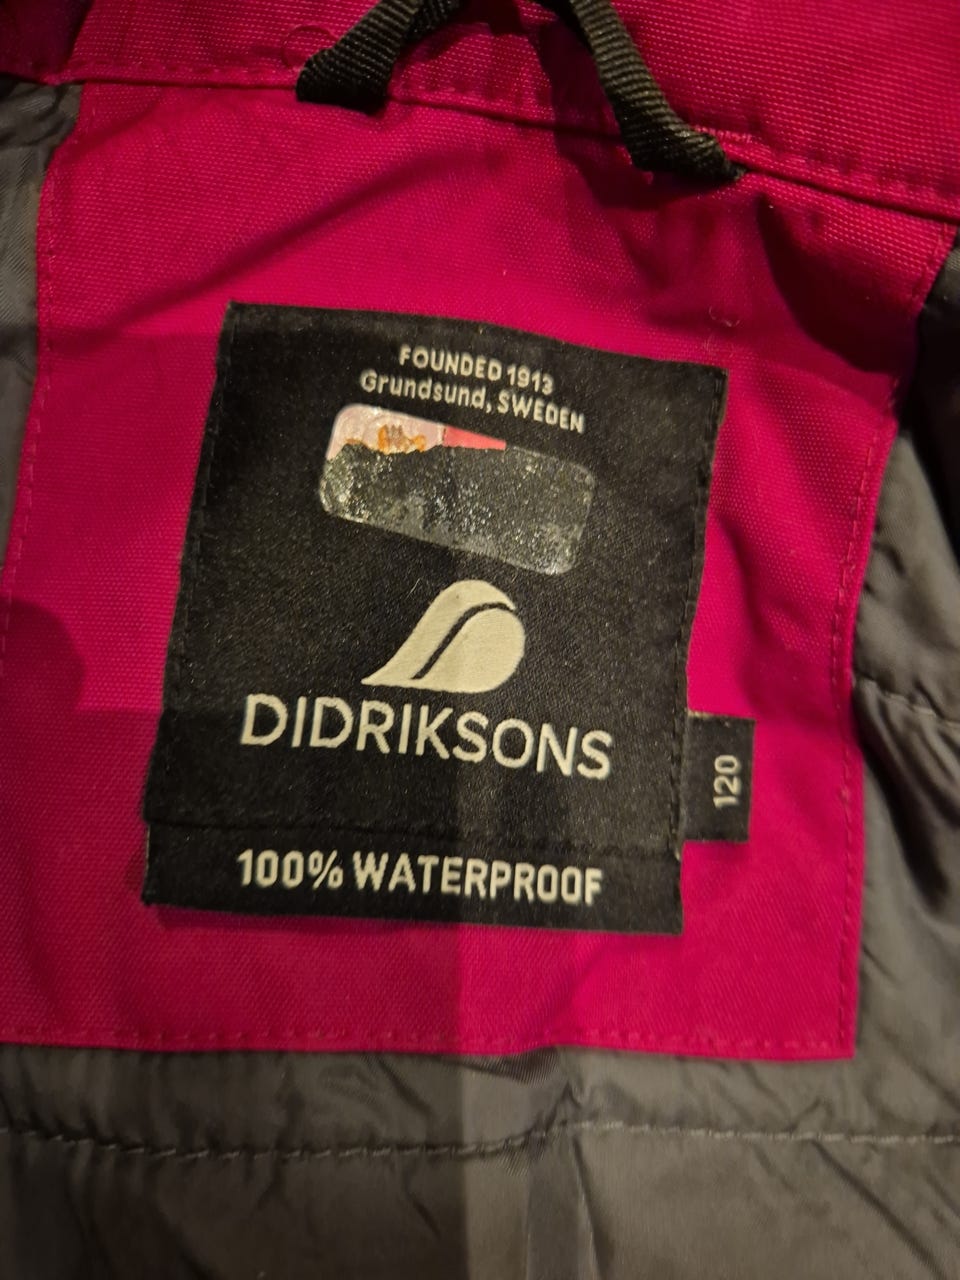 FOUNDED 1913
Grundsund, SWEDEN
DIDRIKSONS
120
100% WATERPROOF